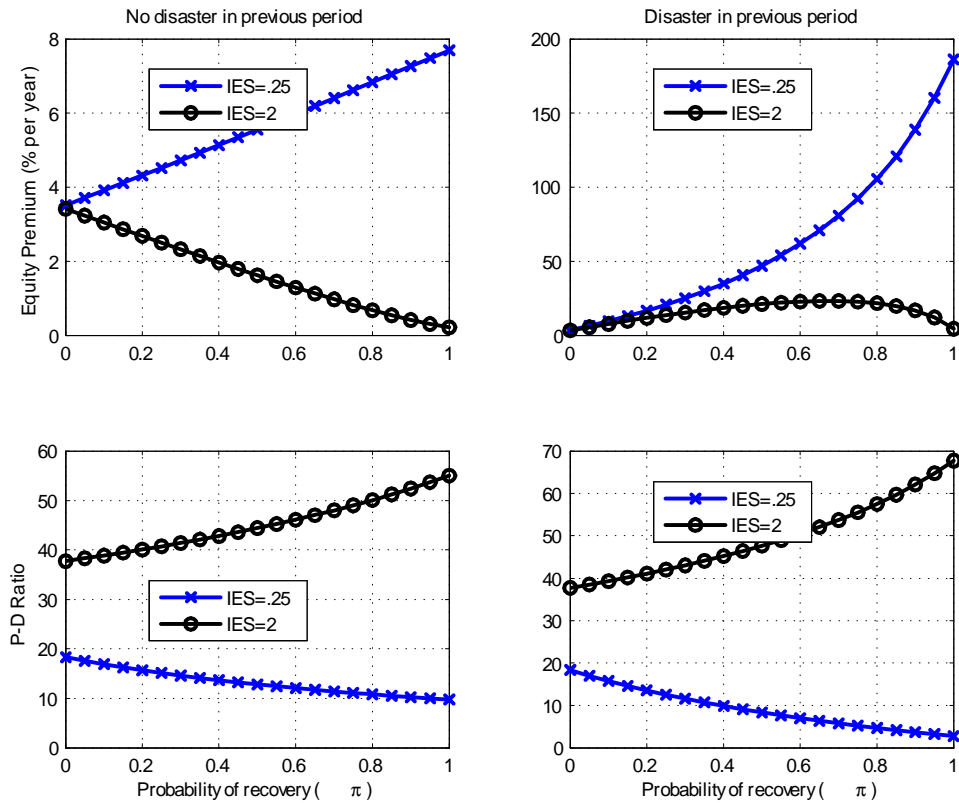 No disaster in previous period
Disaster in previous period
Equity Premium (% per year)
8
6
4
2
0
0 0.2 0.4 0.6 0.8 1
IES=.25
IES=2
200
150
100
50
0
0 0.2 0.4 0.6 0.8 1
IES=.25
IES=2
P-D Ratio
60
50
40
30
20
10
0
0 0.2 0.4 0.6 0.8 1
Probability of recovery ( π )
IES=.25
IES=2
70
60
50
40
30
20
10
0
0 0.2 0.4 0.6 0.8 1
Probability of recovery ( π )
IES=.25
IES=2